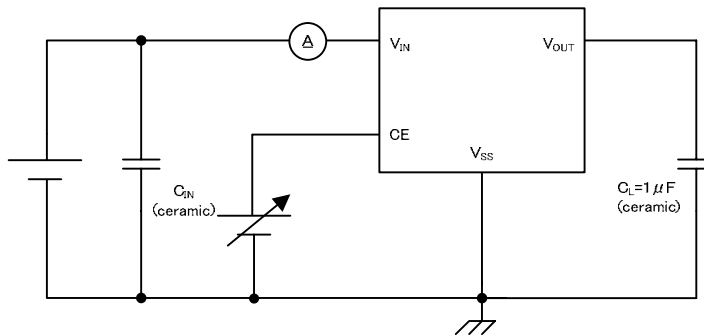 A
VIN
VOUT
CE
VSS
CIN
(ceramic)
CL=1μF
(ceramic)